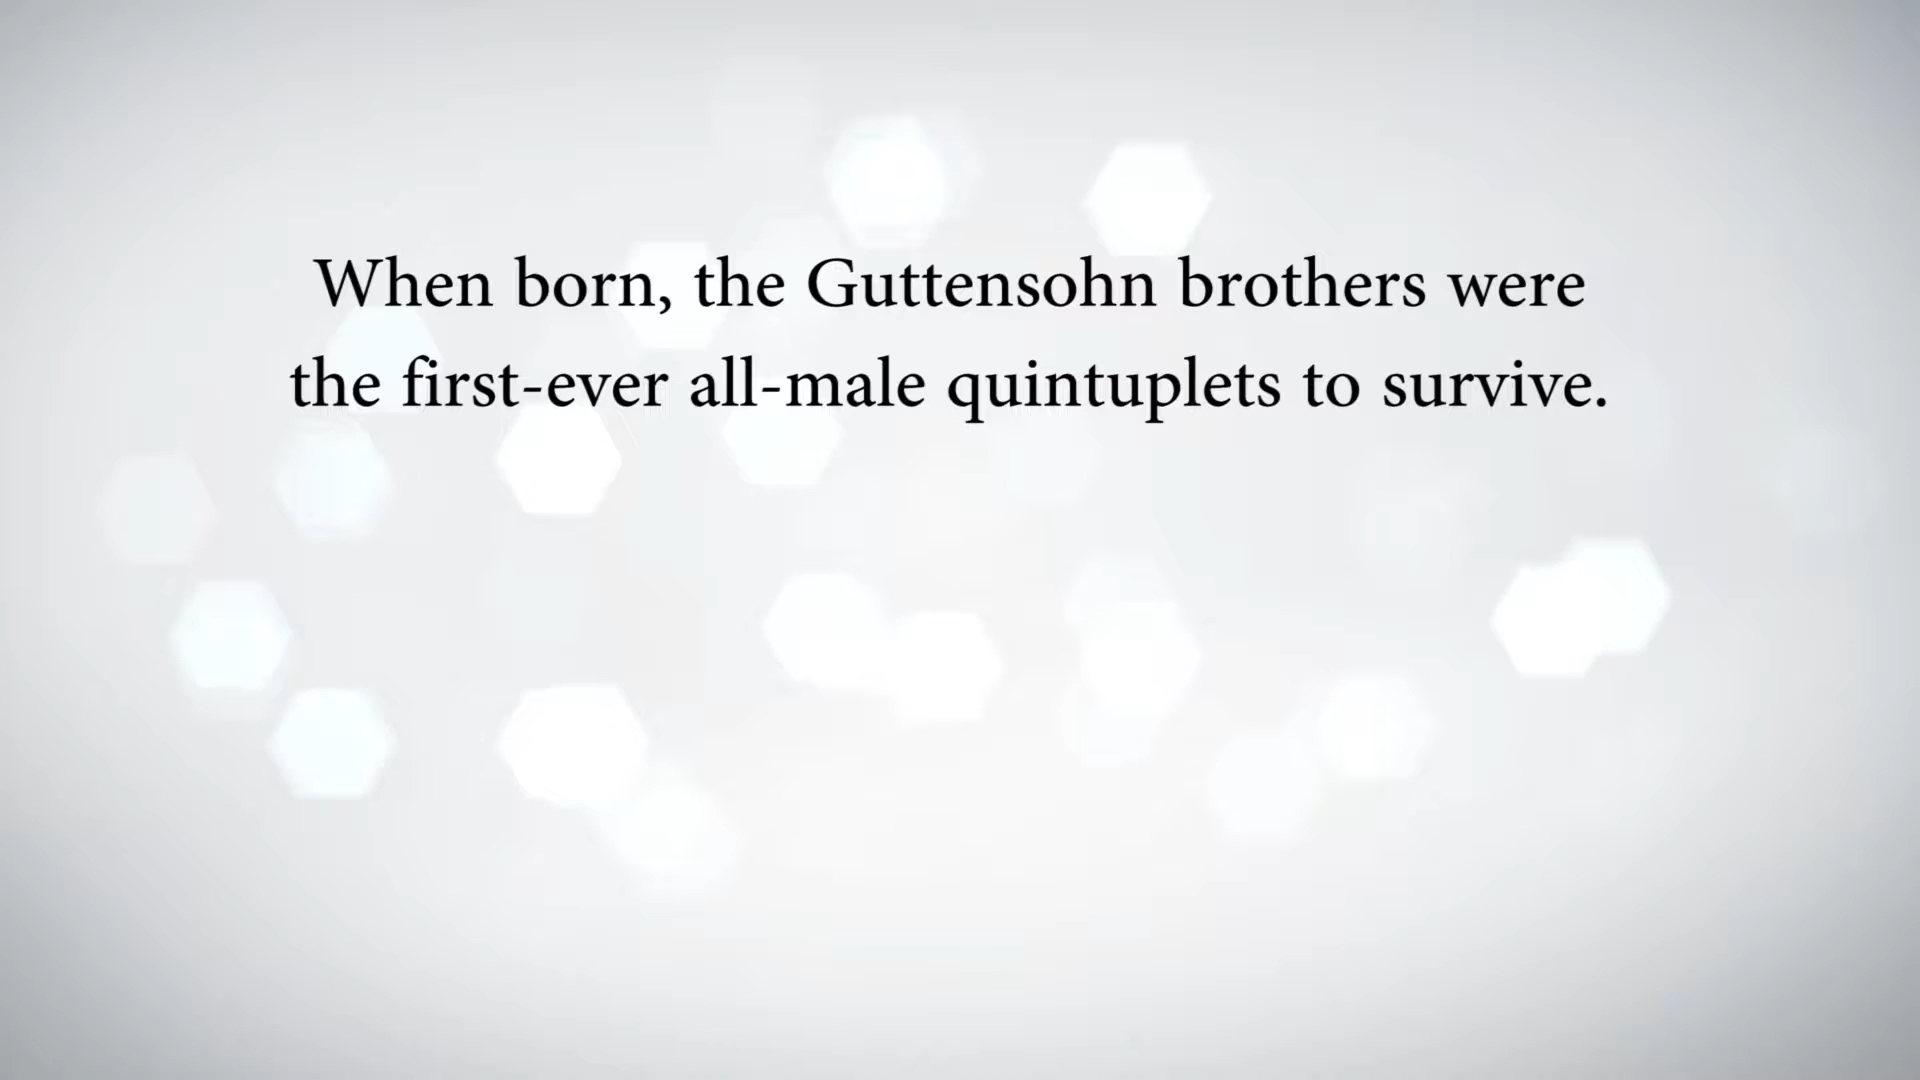 When born, the Guttensohn brothers were
the first-ever all-male quintuplets to survive.